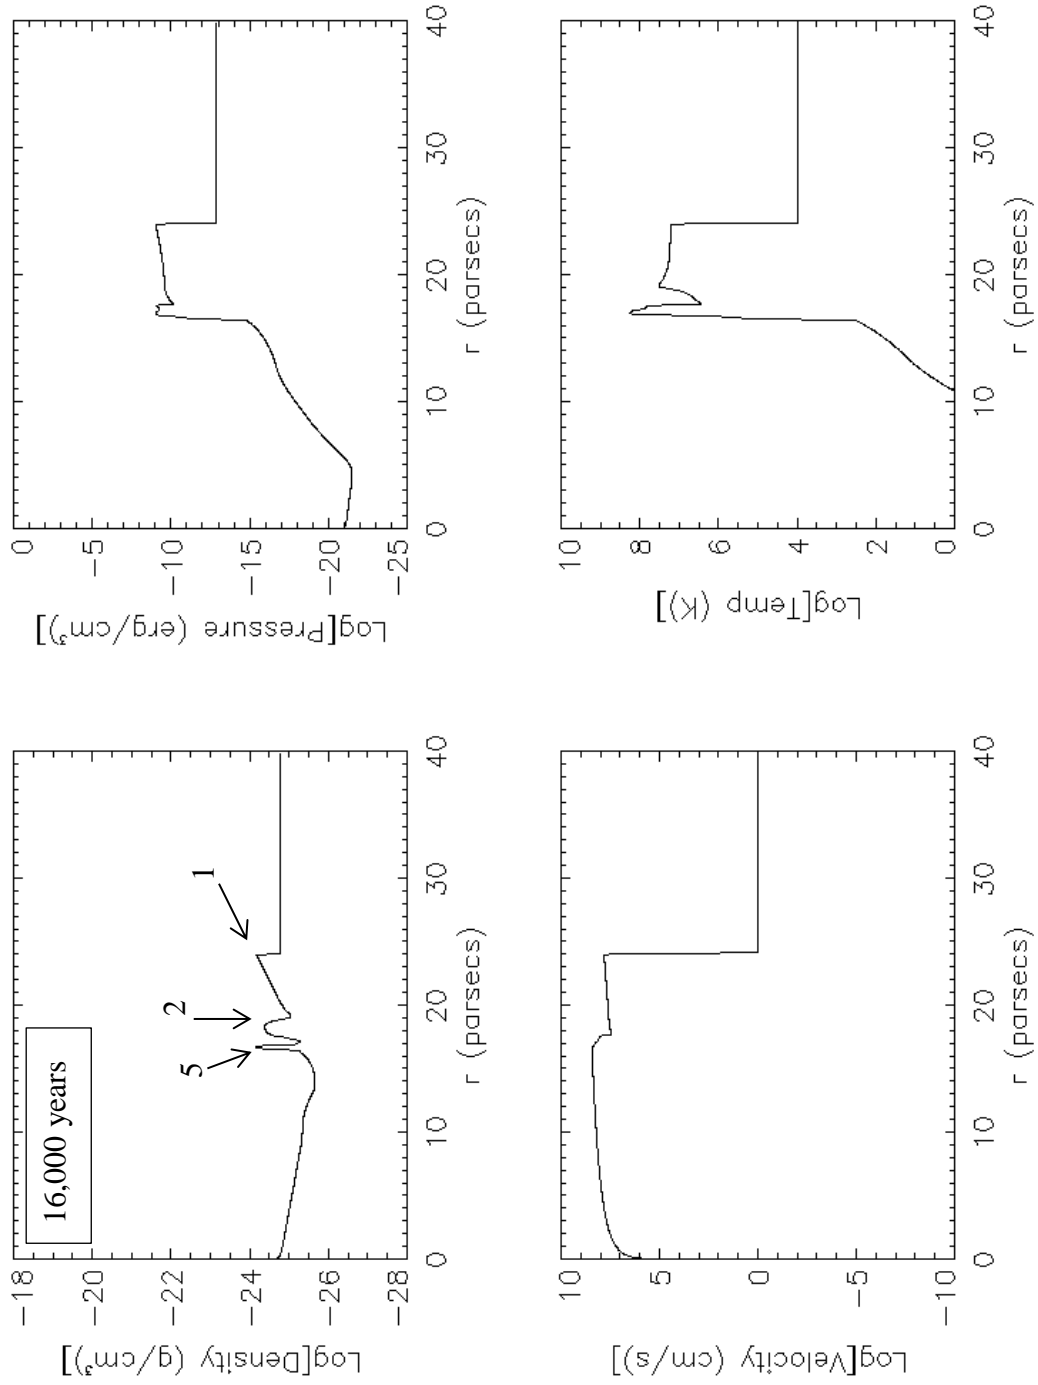 Log[Density (g/cm³)]
-18
-20
-22
-24
-26
-28
16,000 years
5
2
1
0 10 20 30 40
r (parsecs)
Log[Pressure (erg/cm³)]
0
-5
-10
-15
-20
-25
0 10 20 30 40
r (parsecs)
Log[Velocity (cm/s)]
10
5
0
-5
-10
0 10 20 30 40
r (parsecs)
Log[Temp (K)]
10
8
6
4
2
0
0 10 20 30 40
r (parsecs)